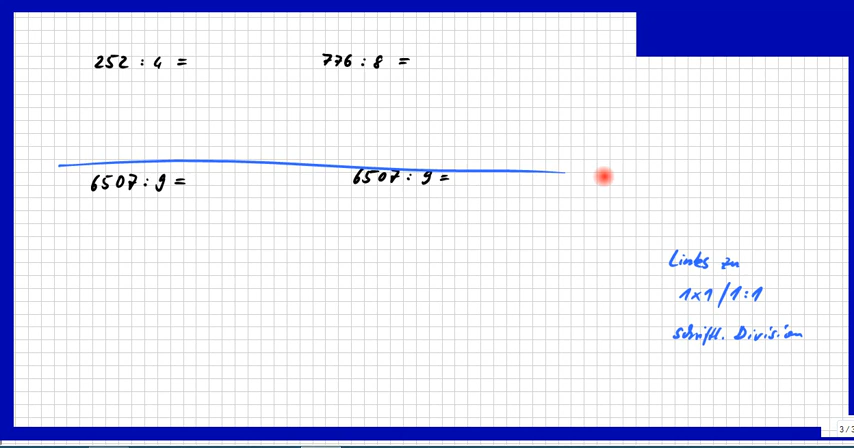 252 : 4 =
776 : 8 =
6507 : 9 =
6507 : 9 =
Links zu
1x1 / 1:1
schriftl. Division
3 / 3